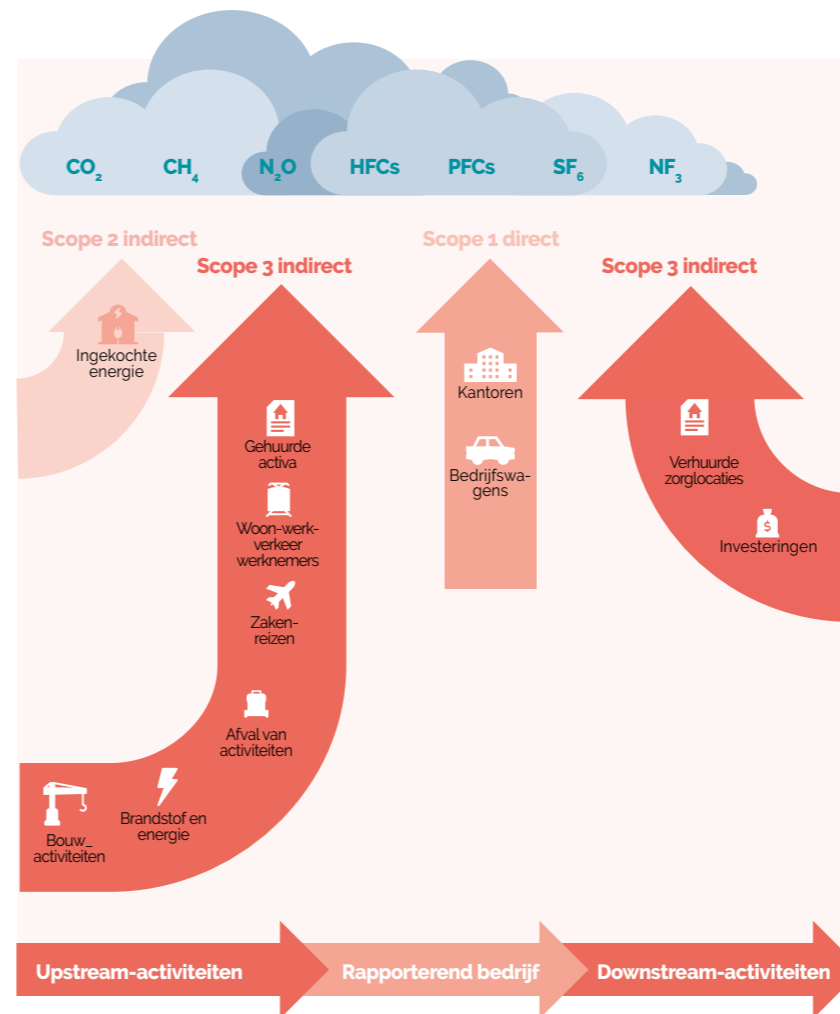 CO₂ CH₄ N₂O HFCs PFCs SF₆ NF₃
Scope 2 indirect
Ingekochte
energie
Scope 3 indirect
Gehuurde
activa
Woon-werk-
verkeer
werknemers
Zaken-
reizen
Afval van
activiteiten
Brandstof en
energie
Bouw_
activiteiten
Scope 1 direct
Kantoren
Bedrijfswa-
gens
Scope 3 indirect
Verhuurde
zorglocaties
$
Investeringen
Upstream-activiteiten
Rapporterend bedrijf
Downstream-activiteiten